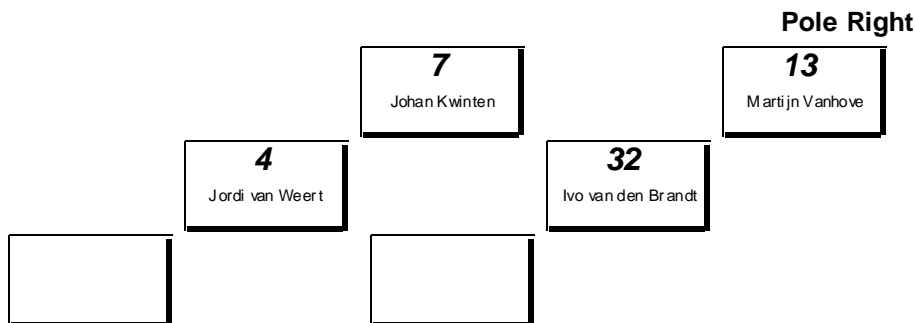 Pole Right
7
Johan Kwinten
13
Martijn Vanhove
4
Jordi van Weert
32
Ivo van den Brandt